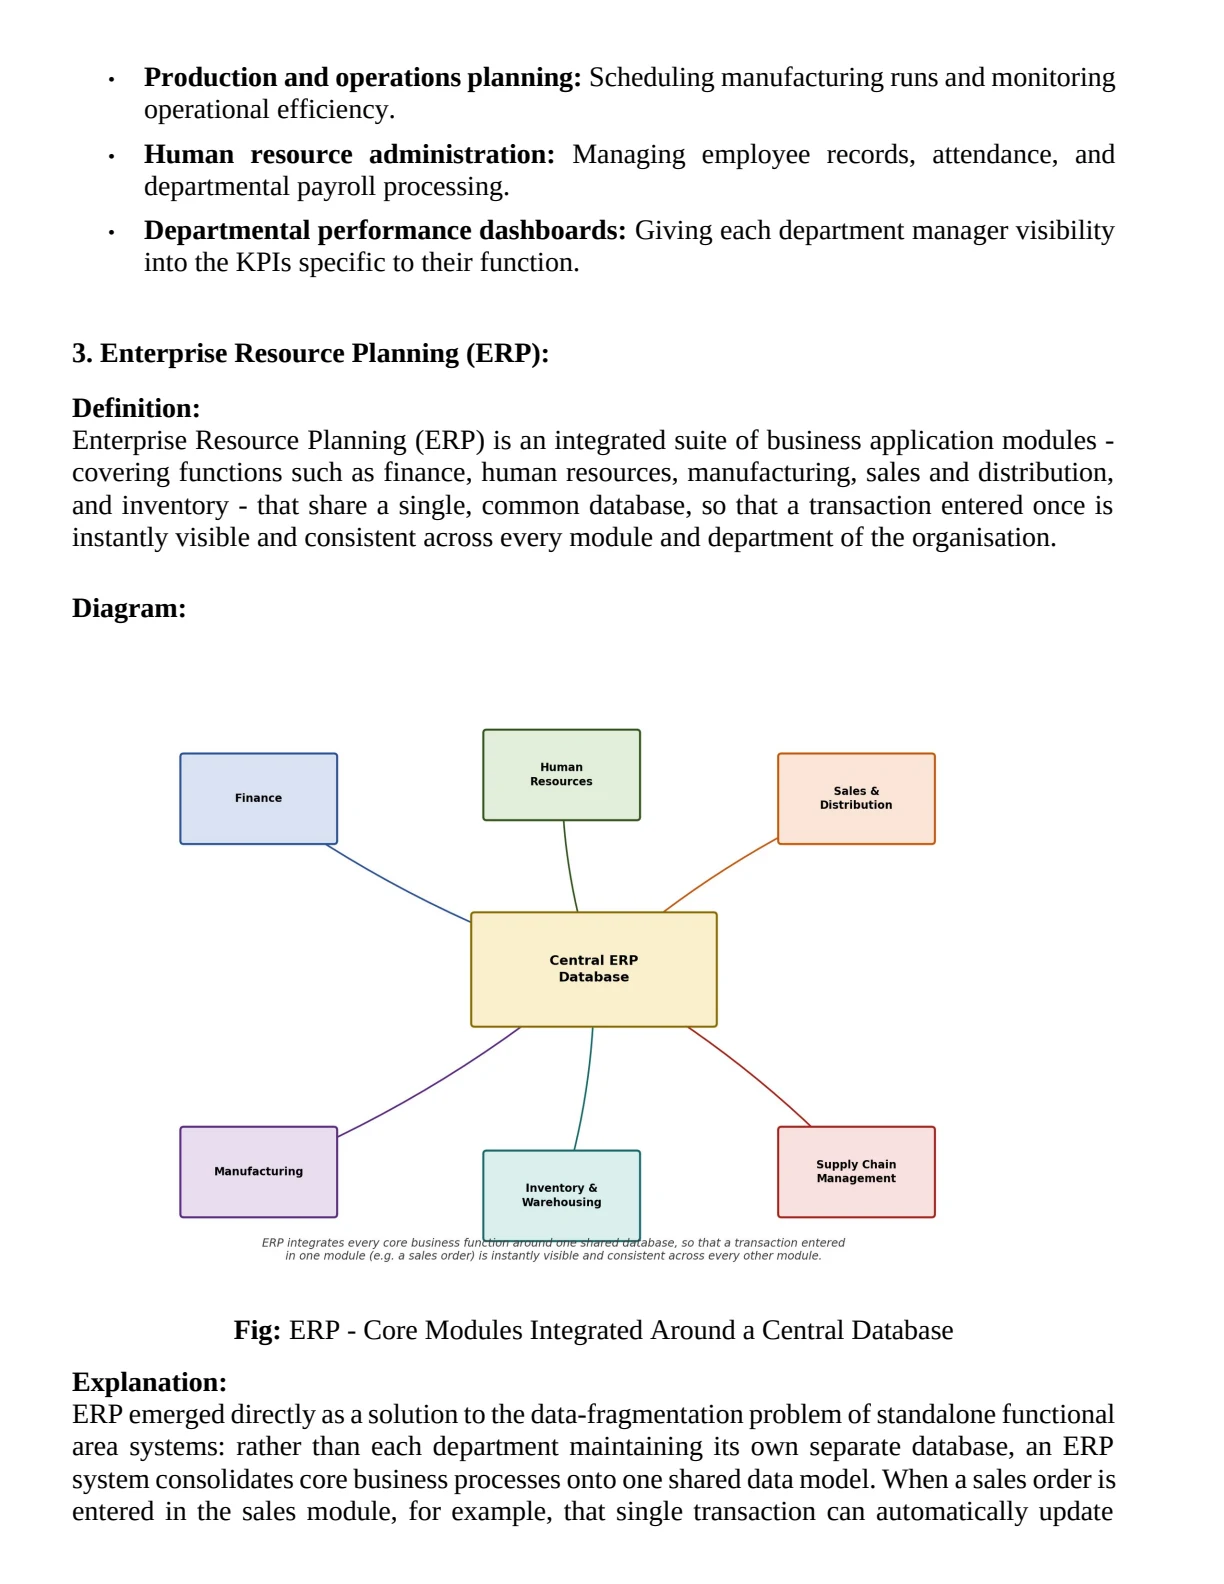 • Production and operations planning: Scheduling manufacturing runs and monitoring
operational efficiency.
• Human resource administration: Managing employee records, attendance, and
departmental payroll processing.
• Departmental performance dashboards: Giving each department manager visibility
into the KPIs specific to their function.
3. Enterprise Resource Planning (ERP):
Definition:
Enterprise Resource Planning (ERP) is an integrated suite of business application modules -
covering functions such as finance, human resources, manufacturing, sales and distribution,
and inventory - that share a single, common database, so that a transaction entered once is
instantly visible and consistent across every module and department of the organisation.
Diagram:
Finance
Human
Resources
Sales &
Distribution
Central ERP
Database
Manufacturing
Inventory &
Warehousing
Supply Chain
Management
ERP integrates every core business function around one shared database, so that a transaction entered
in one module (e.g. a sales order) is instantly visible and consistent across every other module.
Fig: ERP - Core Modules Integrated Around a Central Database
Explanation:
ERP emerged directly as a solution to the data-fragmentation problem of standalone functional
area systems: rather than each department maintaining its own separate database, an ERP
system consolidates core business processes onto one shared data model. When a sales order is
entered in the sales module, for example, that single transaction can automatically update